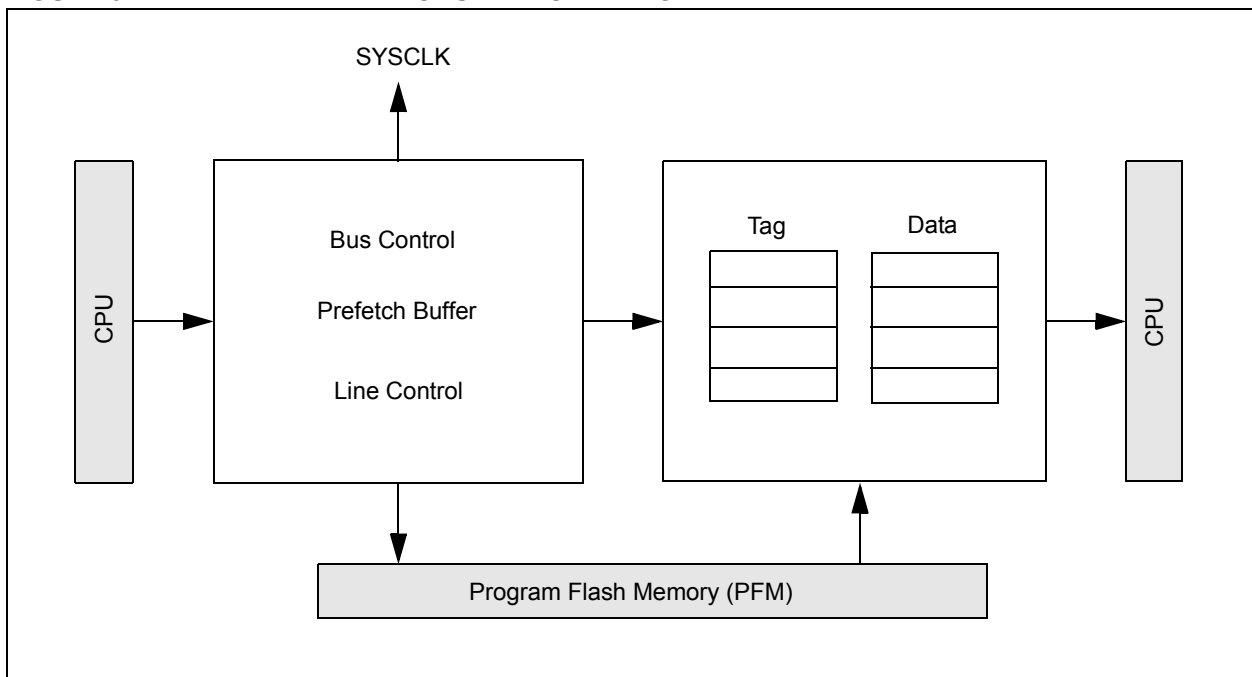 SYSCLK
CPU
Bus Control
Prefetch Buffer
Line Control
Tag
Data
CPU
Program Flash Memory (PFM)